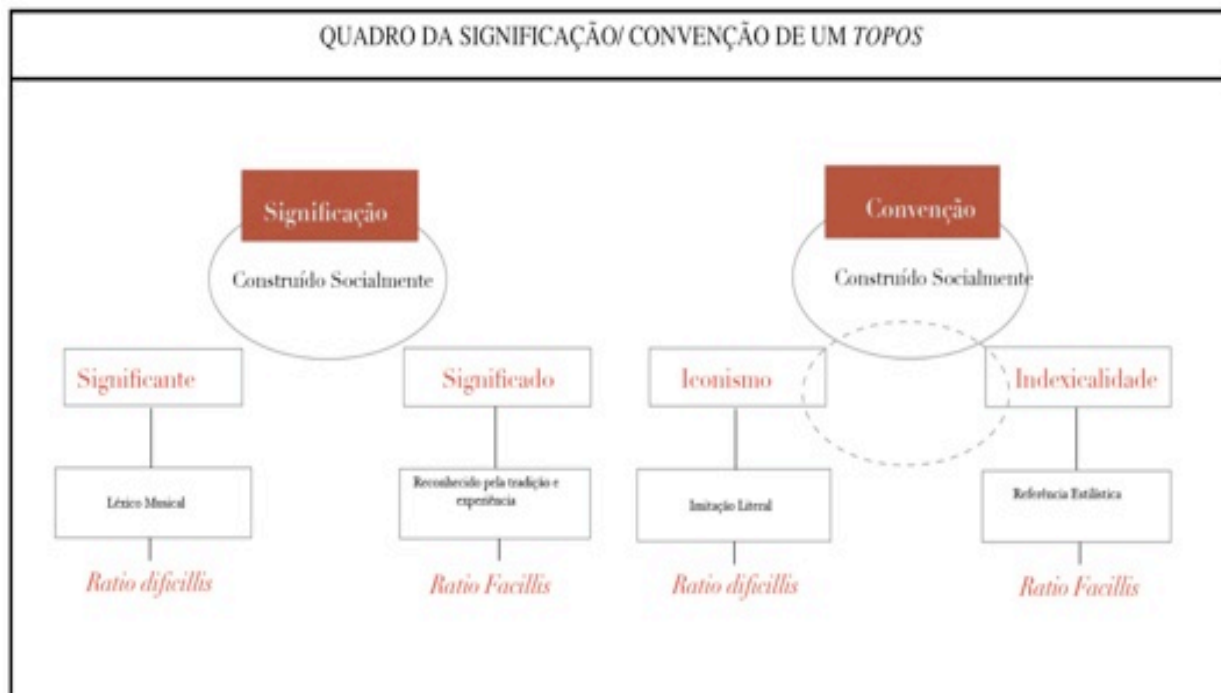 QUADRO DA SIGNIFICAÇÃO/ CONVENÇÃO DE UM TOPOS
Significação
Construído Socialmente
Convenção
Construído Socialmente
Significante
Significado
Iconismo
Indexicalidade
Léxico Musical
Reconhecido pela tradição e
experiência
Imitação Literal
Referência Estilística
Ratio dificillis
Ratio Facillis
Ratio dificillis
Ratio Facillis